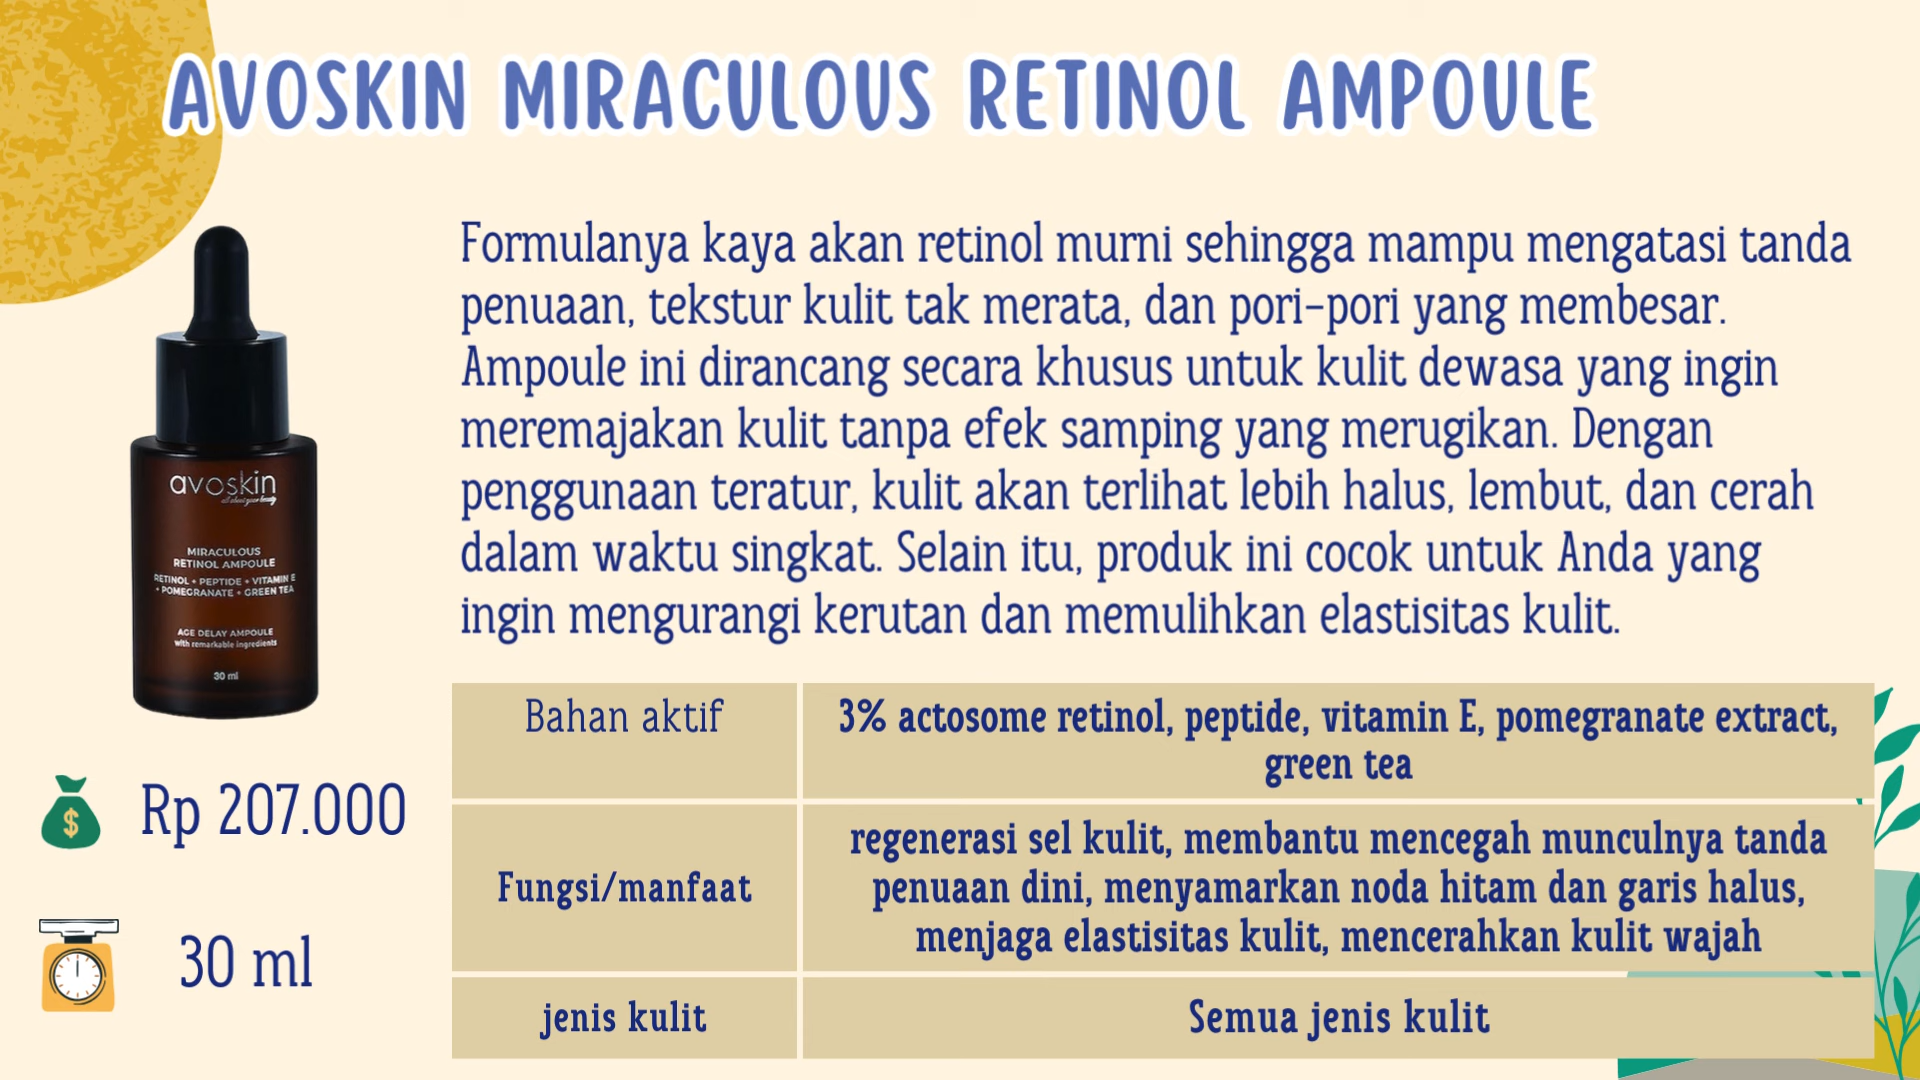 AVOSKIN MIRACULOUS RETINOL AMPOULE
Formulanya kaya akan retinol murni sehingga mampu mengatasi tanda
penuaan, tekstur kulit tak merata, dan pori-pori yang membesar.
Ampoule ini dirancang secara khusus untuk kulit dewasa yang ingin
meremajakan kulit tanpa efek samping yang merugikan. Dengan
penggunaan teratur, kulit akan terlihat lebih halus, lembut, dan cerah
dalam waktu singkat. Selain itu, produk ini cocok untuk Anda yang
ingin mengurangi kerutan dan memulihkan elastisitas kulit.
avoskin
MIRACULOUS
RETINOL AMPOULE
RETINOL • PEPTIDE • VITAMIN E
• POMEGRANATE • GREEN TEA
AGE DELAY AMPOULE
with remarkable ingredients
30 ml
$
Rp 207.000
30 ml
Bahan aktif
3% actosome retinol, peptide, vitamin E, pomegranate extract,
green tea
Fungsi/manfaat
regenerasi sel kulit, membantu mencegah munculnya tanda
penuaan dini, menyamarkan noda hitam dan garis halus,
menjaga elastisitas kulit, mencerahkan kulit wajah
jenis kulit
Semua jenis kulit